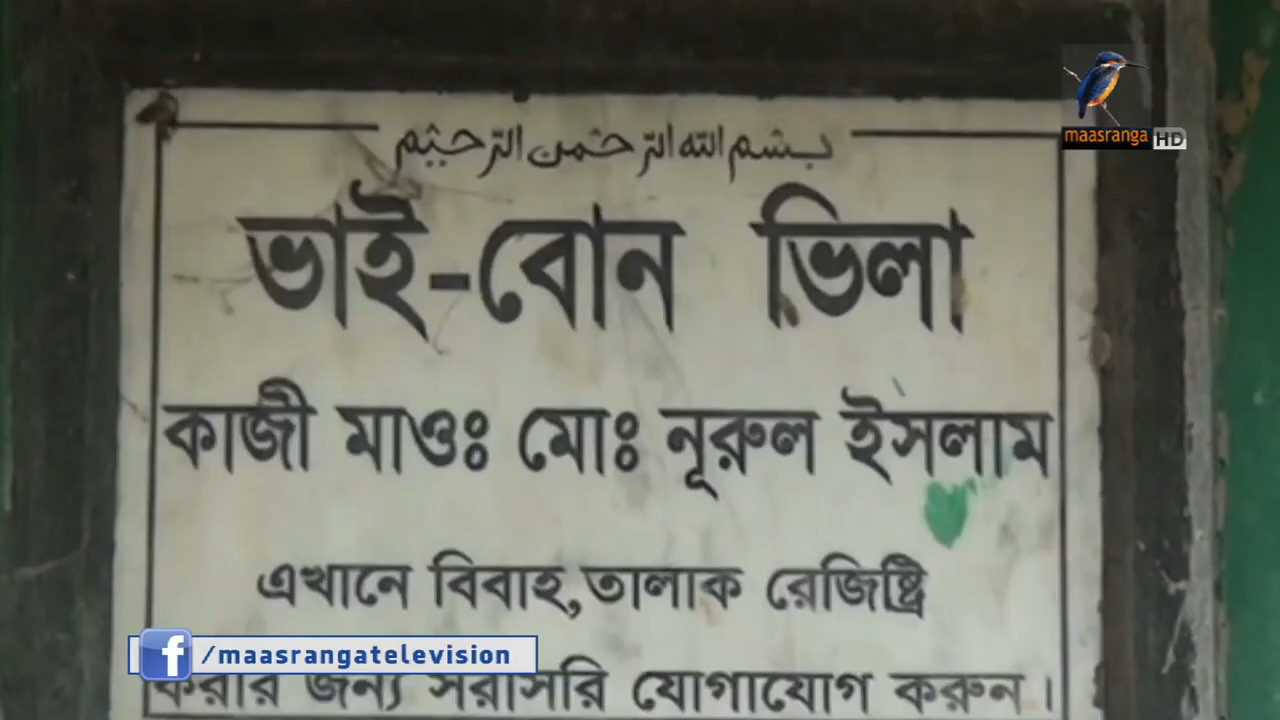 بسم الله الرحمن الرحيم
maasranga HD
ভাই-বোন ভিলা
কাজী মাওঃ মোঃ নূরুল ইসলাম
এখানে বিবাহ,তালাক রেজিষ্ট্রি
/maasrangatelevision
করার জন্য সরাসরি যোগাযোগ করুন।